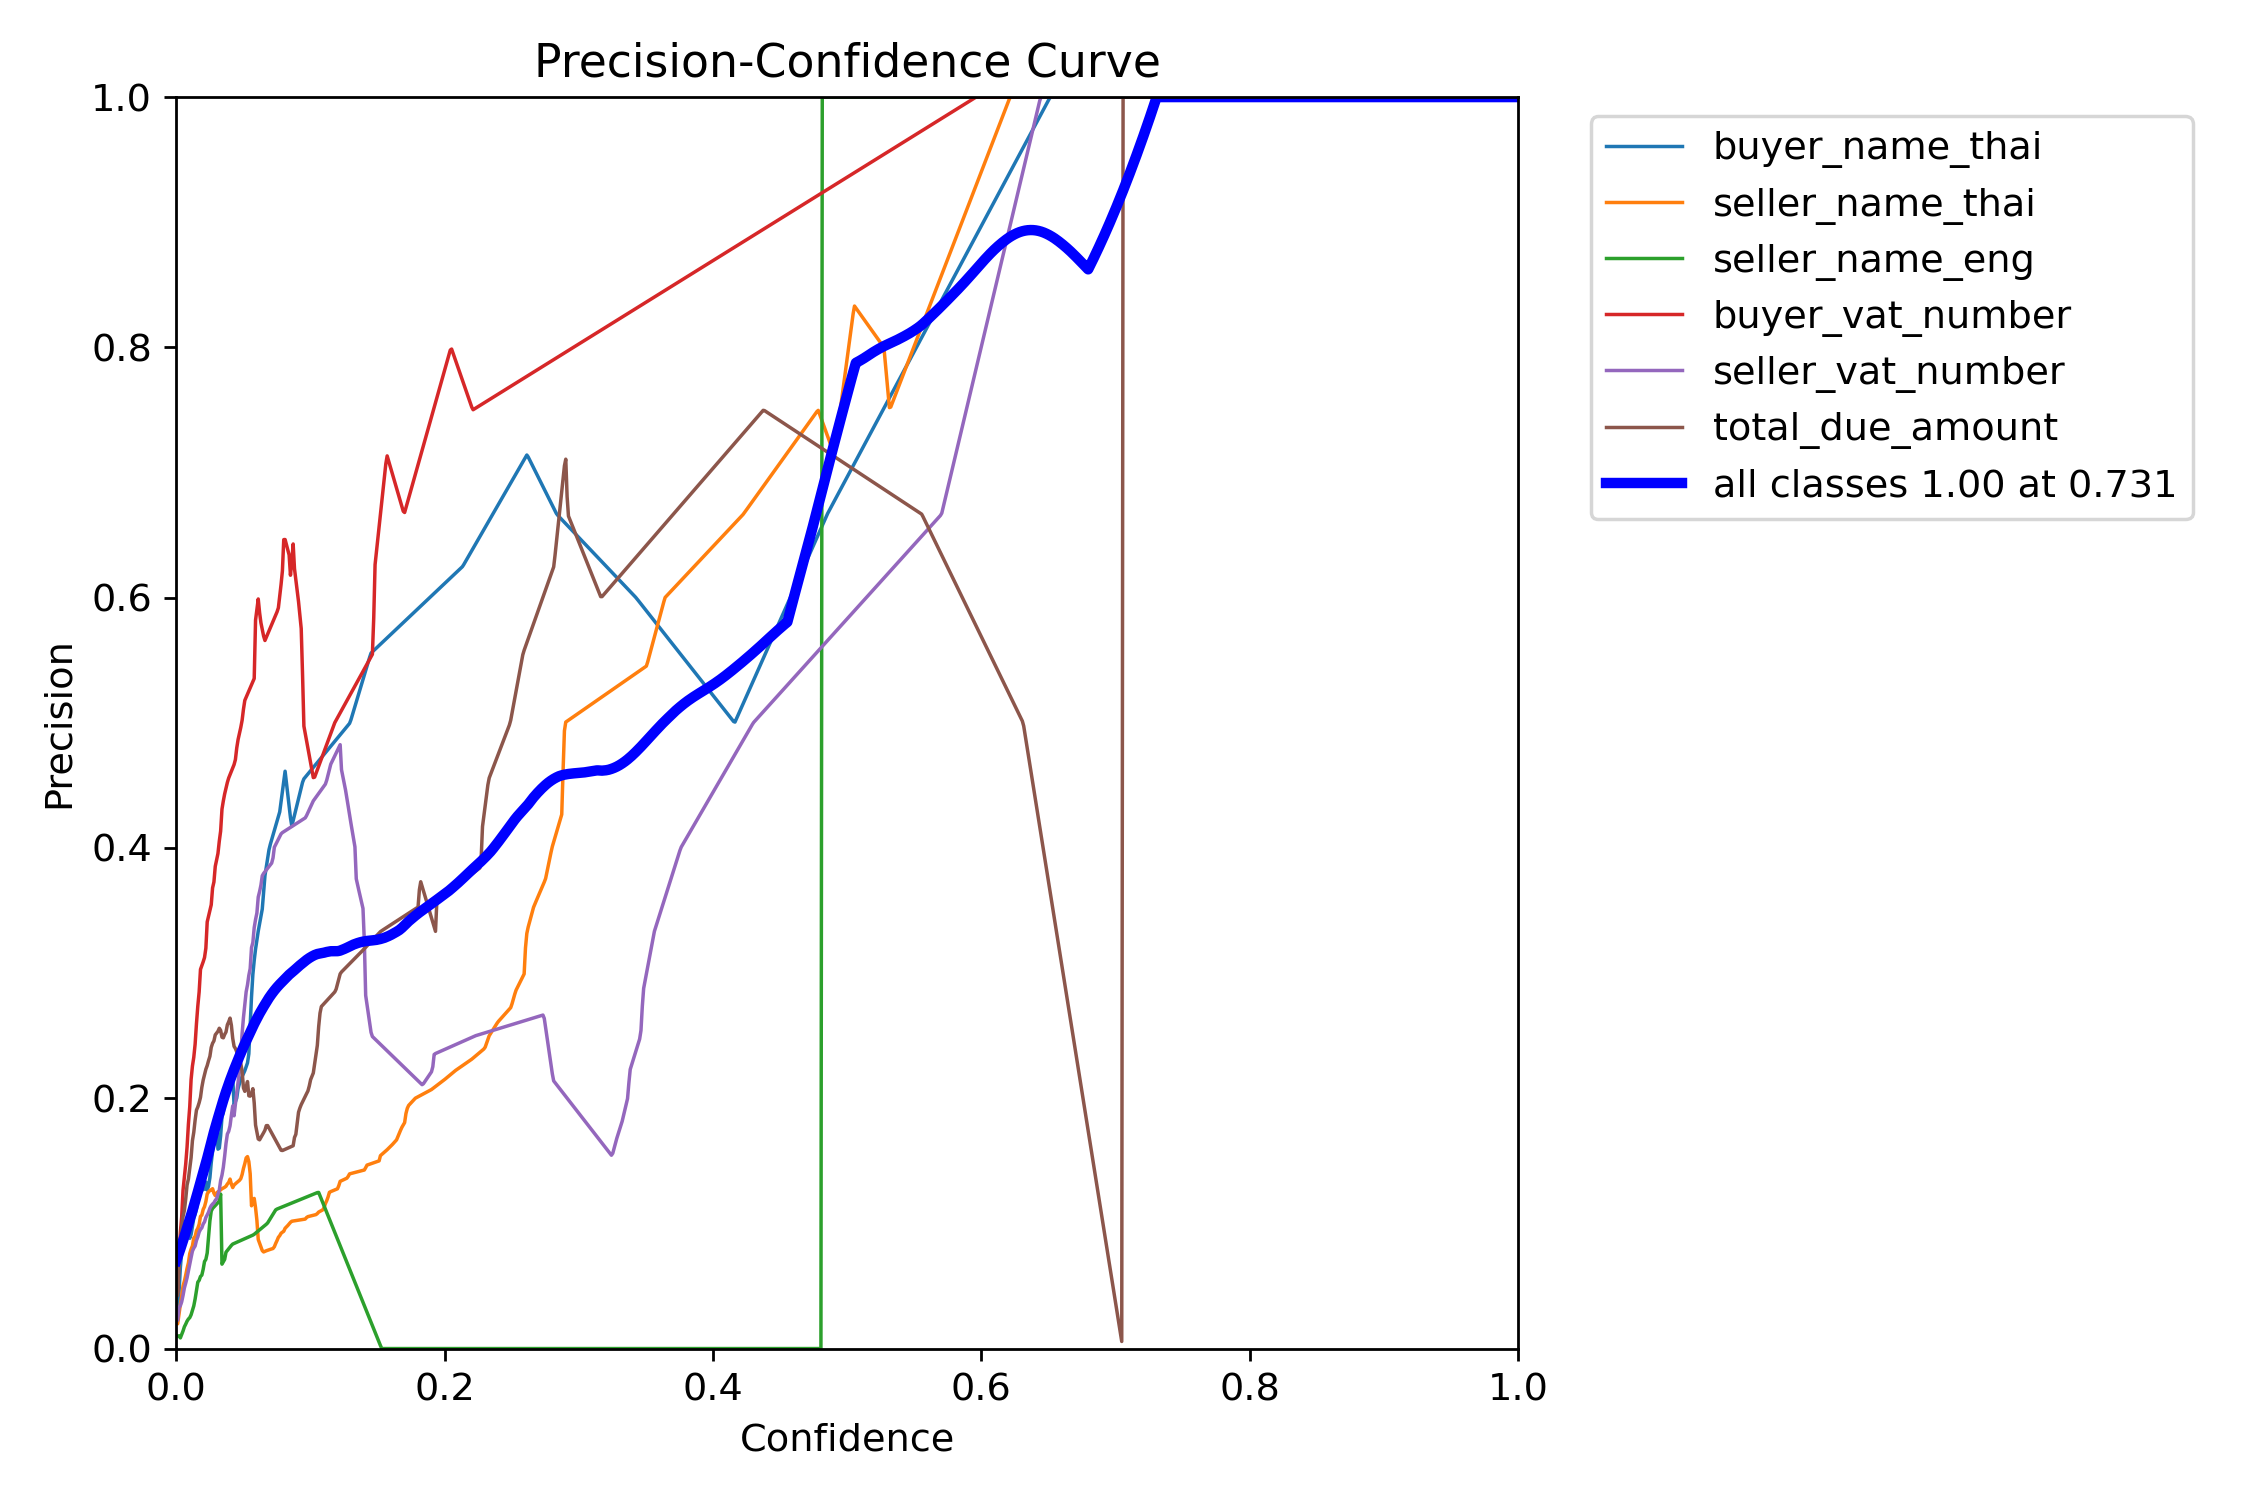 Precision-Confidence Curve
1.0
0.8
0.6
0.4
0.2
0.0
Precision
0.0 0.2 0.4 0.6 0.8 1.0
Confidence
buyer_name_thai
seller_name_thai
seller_name_eng
buyer_vat_number
seller_vat_number
total_due_amount
all classes 1.00 at 0.731